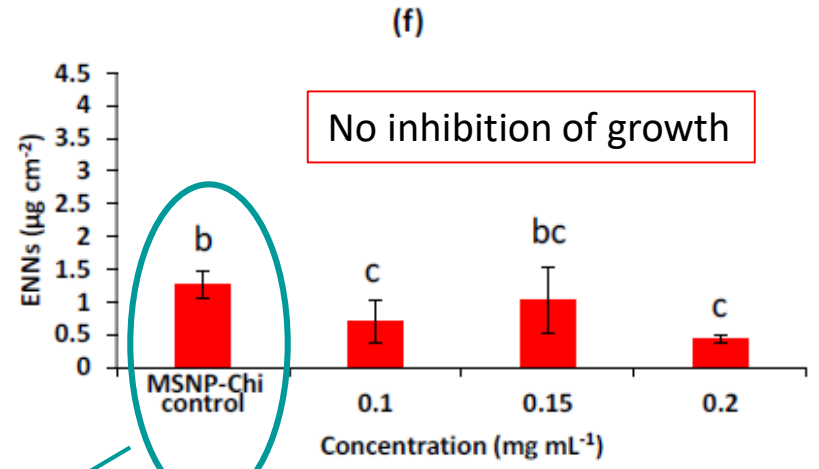 (f)
No inhibition of growth
ENNs (µg cm⁻²)
4.5
4
3.5
3
2.5
2
1.5
1
0.5
0
b
c
bc
c
MSNP-Chi
control
0.1
0.15
0.2
Concentration (mg mL⁻¹)